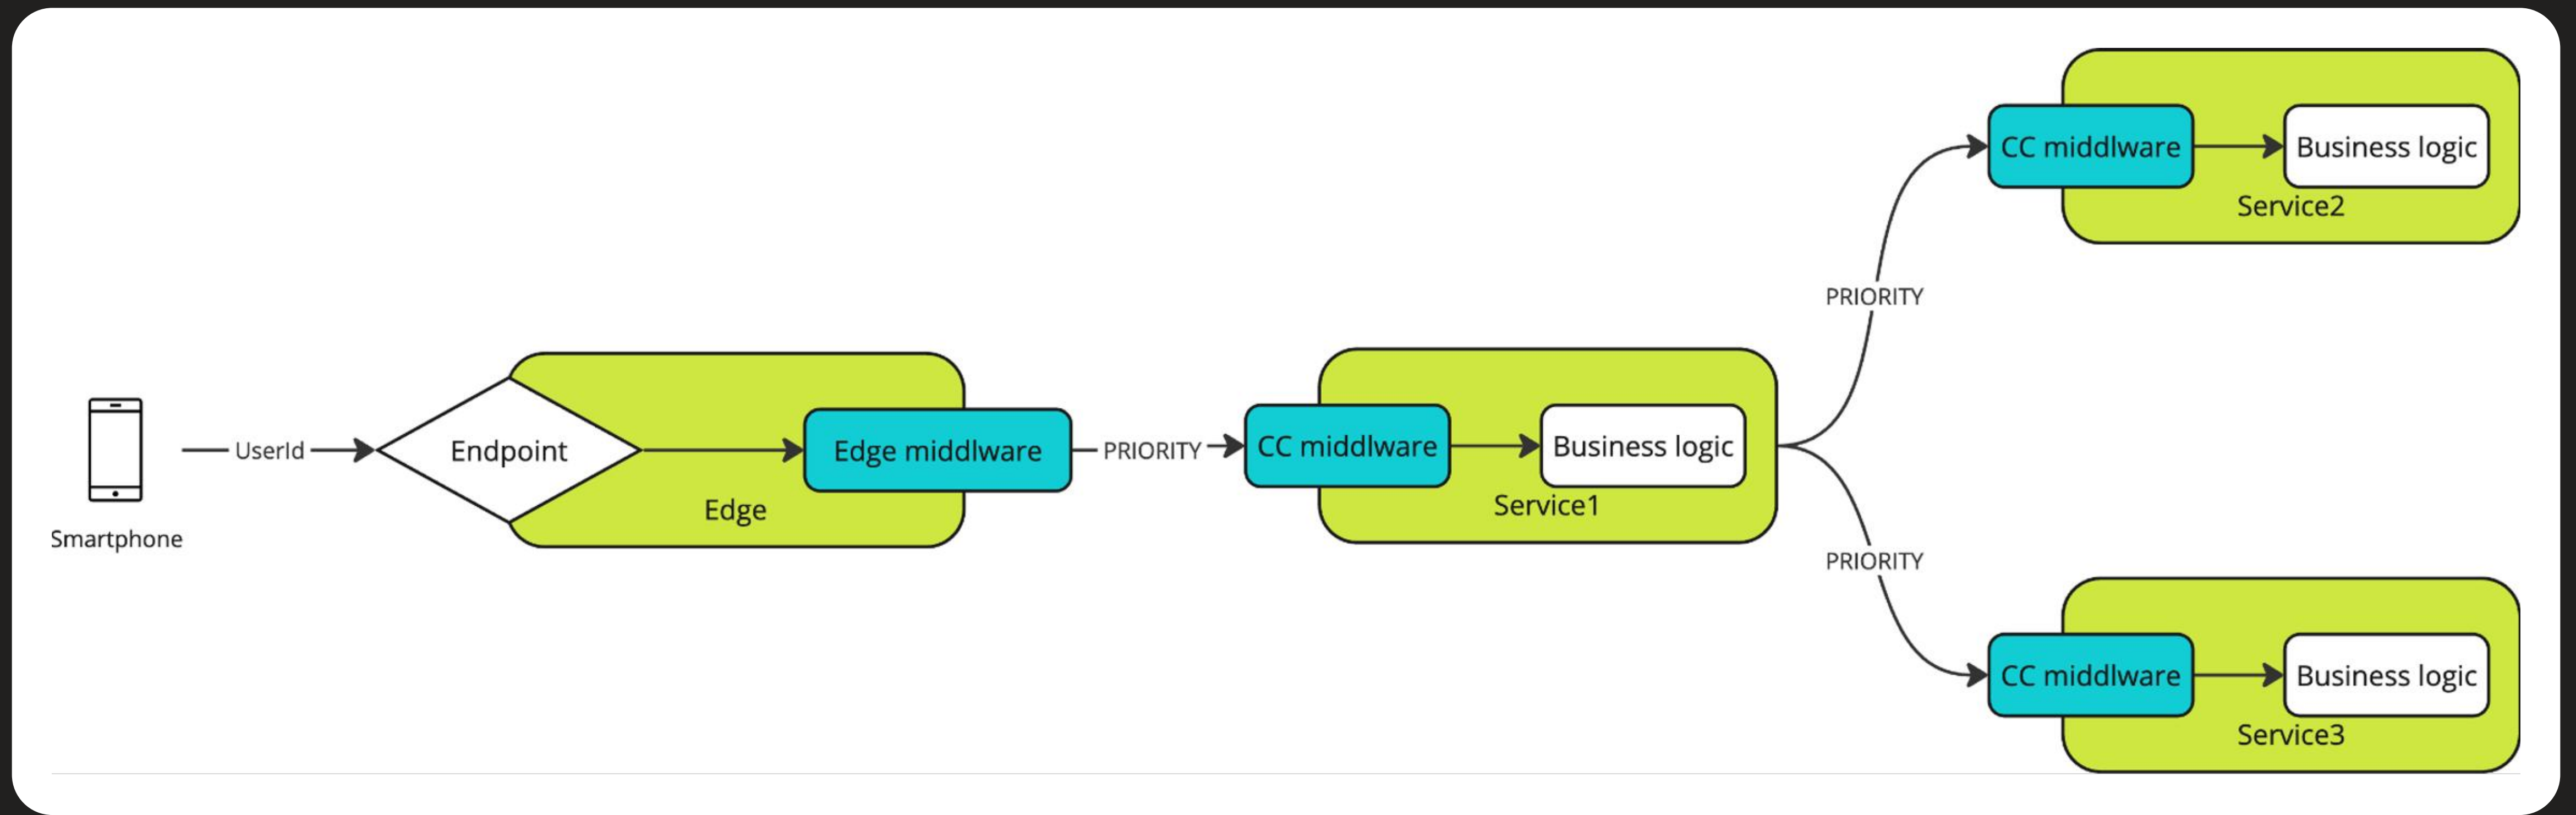 Smartphone
UserId
Endpoint
Edge
Edge middlware
PRIORITY
CC middlware
Business logic
Service1
PRIORITY
CC middlware
Business logic
Service2
PRIORITY
CC middlware
Business logic
Service3